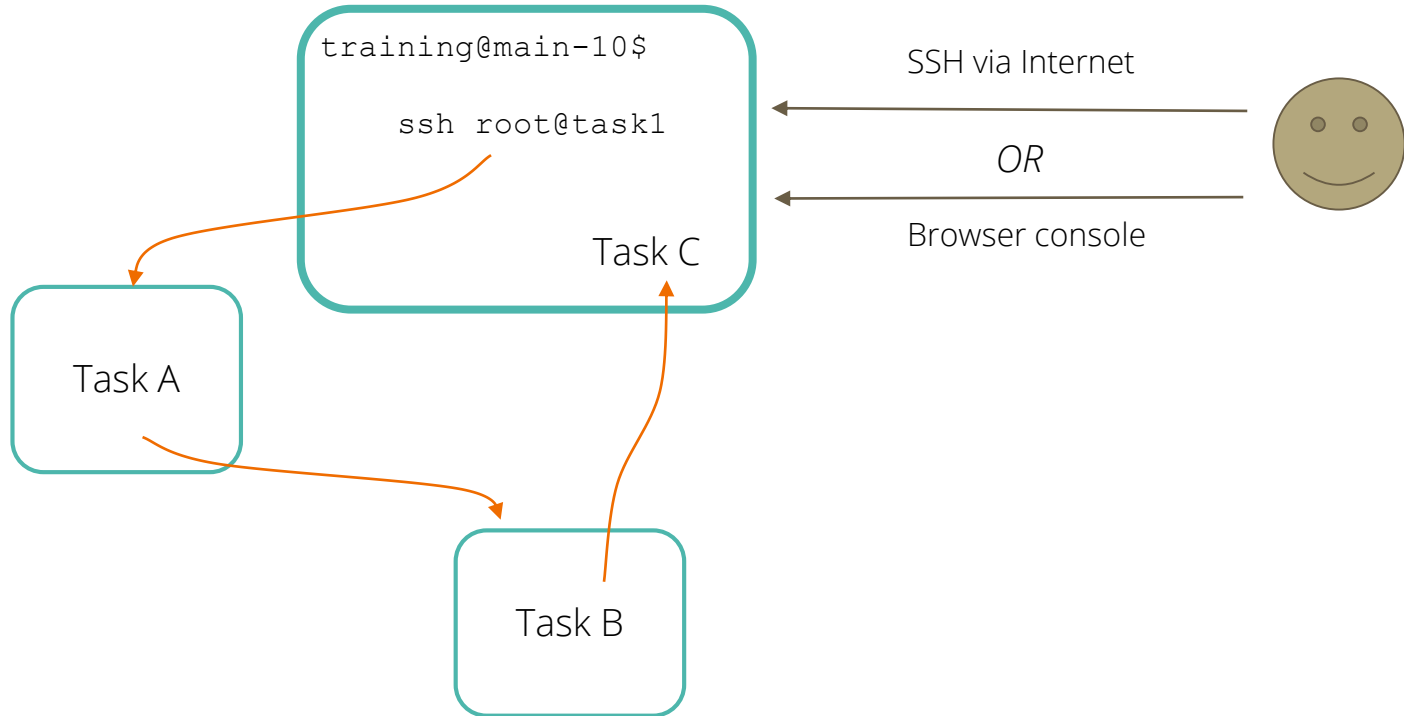 training@main-10$
ssh root@task1
Task C
SSH via Internet
OR
Browser console
Task A
Task B